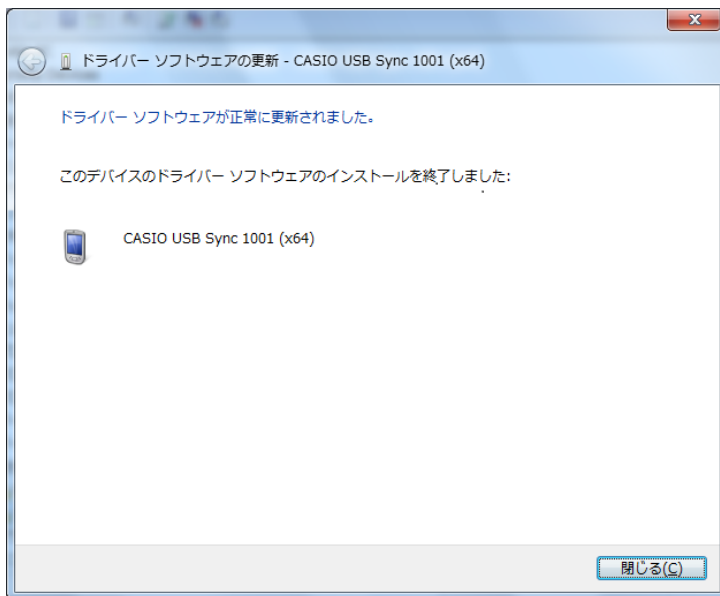 ドライバー ソフトウェアの更新 - CASIO USB Sync 1001 (x64)
ドライバー ソフトウェアが正常に更新されました。
このデバイスのドライバー ソフトウェアのインストールを終了しました:
CASIO USB Sync 1001 (x64)
閉じる(C)